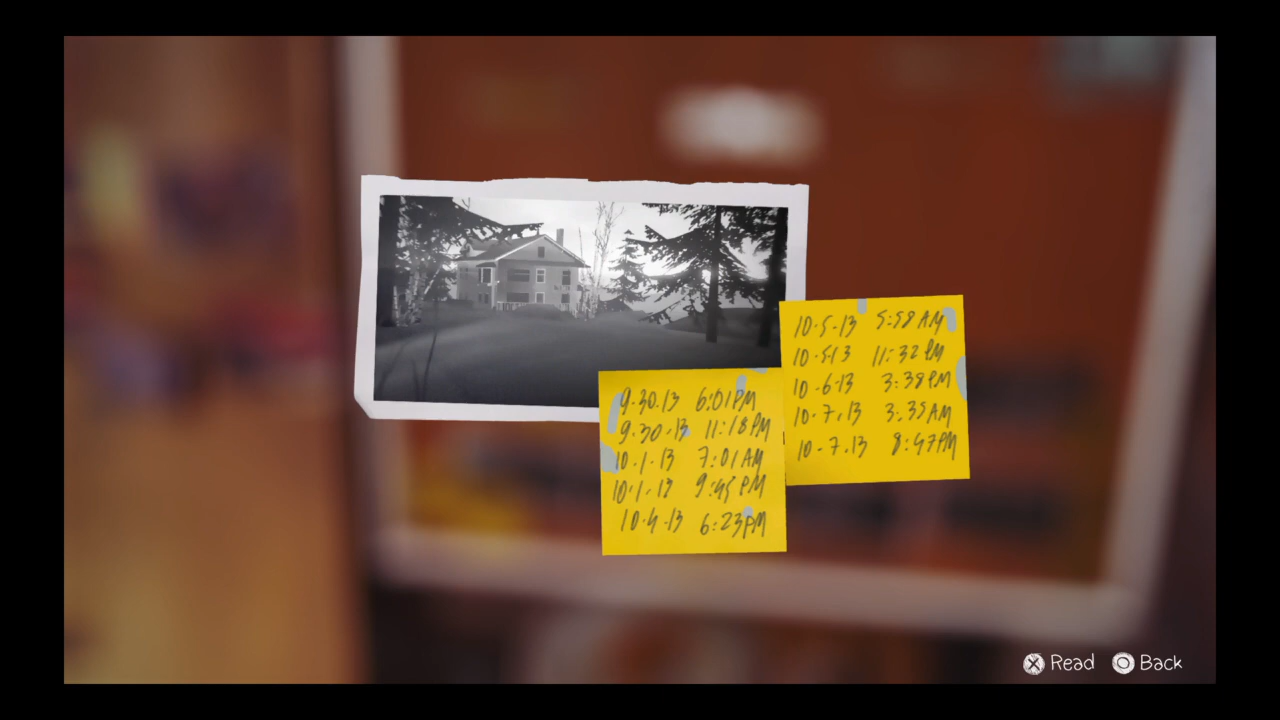 9.30.13 6:01PM
9.30.13 11:18PM
10.1.13 7:01AM
10.1.13 9:45PM
10.4.13 6:23PM
10.5.13 5:58AM
10.5.13 11:32PM
10.6.13 3:38PM
10.7.13 3:35AM
10.7.13 8:47PM
Read
Back